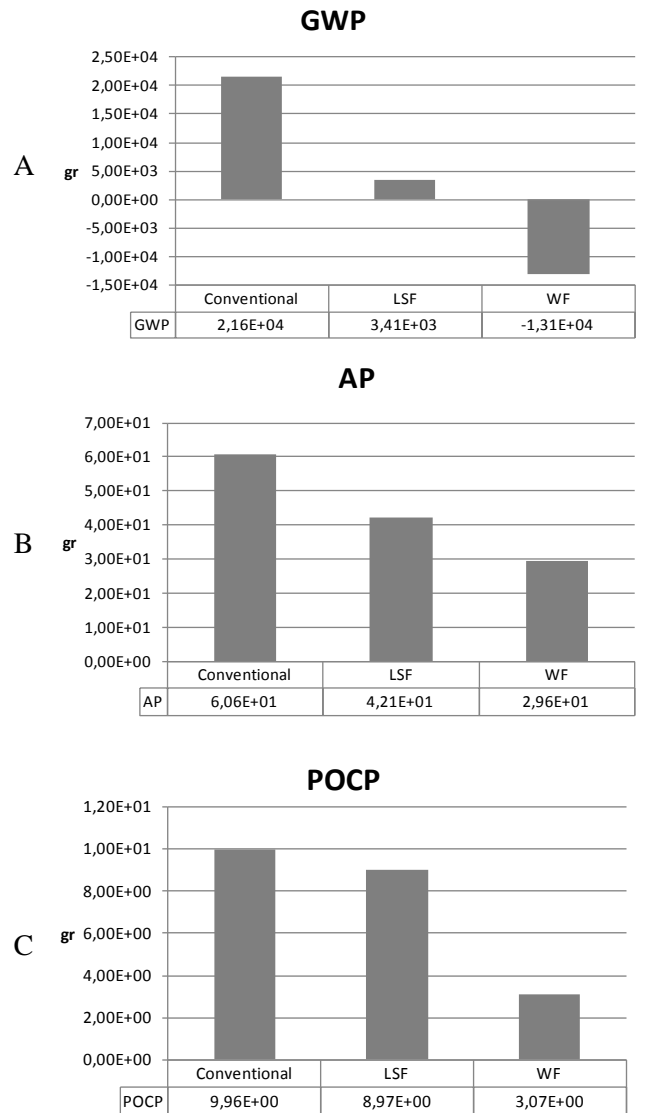 GWP
2,50E+04
2,00E+04
1,50E+04
1,00E+04
A gr 5,00E+03
0,00E+00
-5,00E+03
-1,00E+04
-1,50E+04
Conventional LSF WF
GWP 2,16E+04 3,41E+03 -1,31E+04
AP
7,00E+01
6,00E+01
5,00E+01
4,00E+01
B gr 3,00E+01
2,00E+01
1,00E+01
0,00E+00
Conventional LSF WF
AP 6,06E+01 4,21E+01 2,96E+01
POCP
1,20E+01
1,00E+01
8,00E+00
C gr 6,00E+00
4,00E+00
2,00E+00
0,00E+00
Conventional LSF WF
POCP 9,96E+00 8,97E+00 3,07E+00